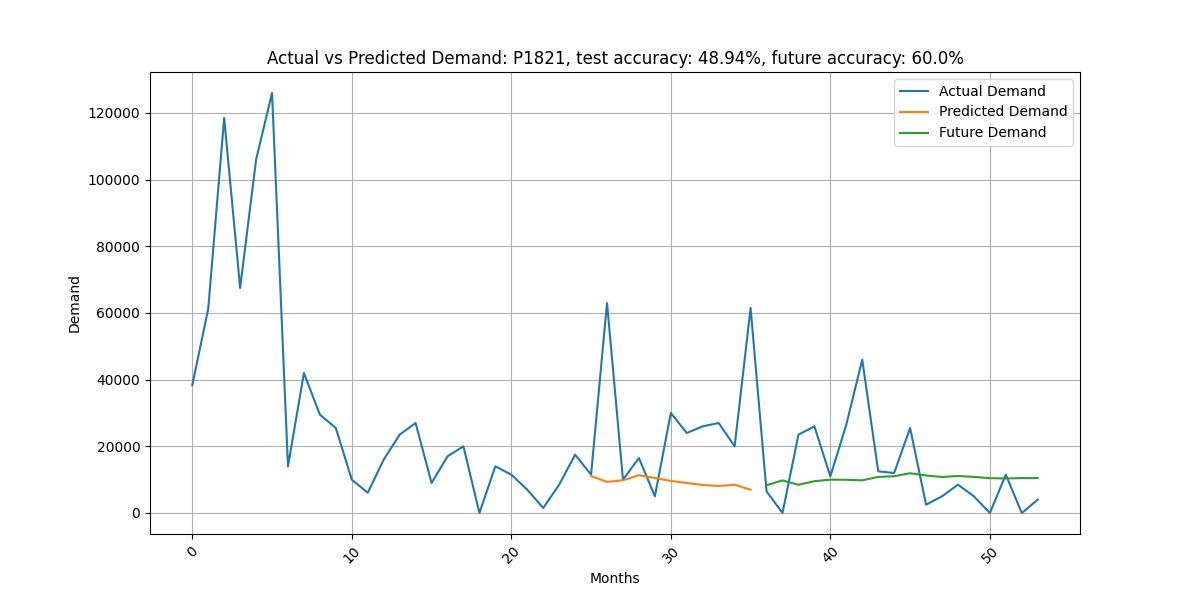 Actual vs Predicted Demand: P1821, test accuracy: 48.94%, future accuracy: 60.0%
Actual Demand
Predicted Demand
Future Demand
120000
100000
80000
60000
40000
20000
0
Demand
0
10
20
30
40
50
Months